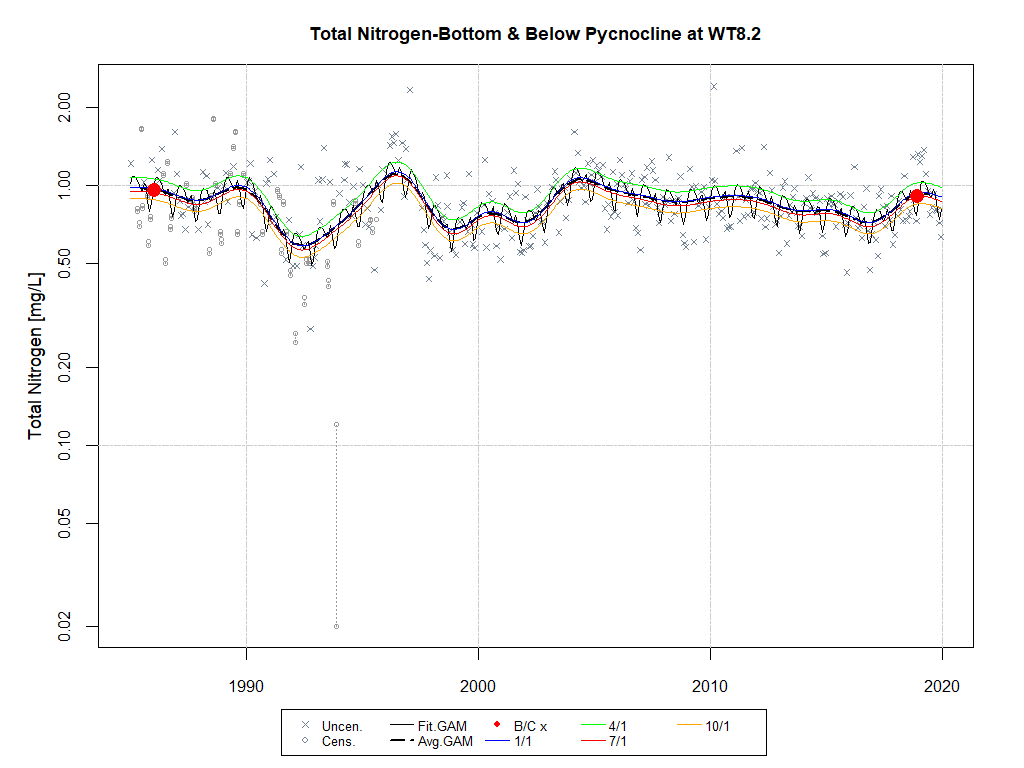 Total Nitrogen-Bottom & Below Pycnocline at WT8.2
Total Nitrogen [mg/L]
2.00
1.00
0.50
0.20
0.10
0.05
0.02
1990 2000 2010 2020
Uncen. Fit.GAM B/C x 4/1 10/1
Cens. Avg.GAM 1/1 7/1